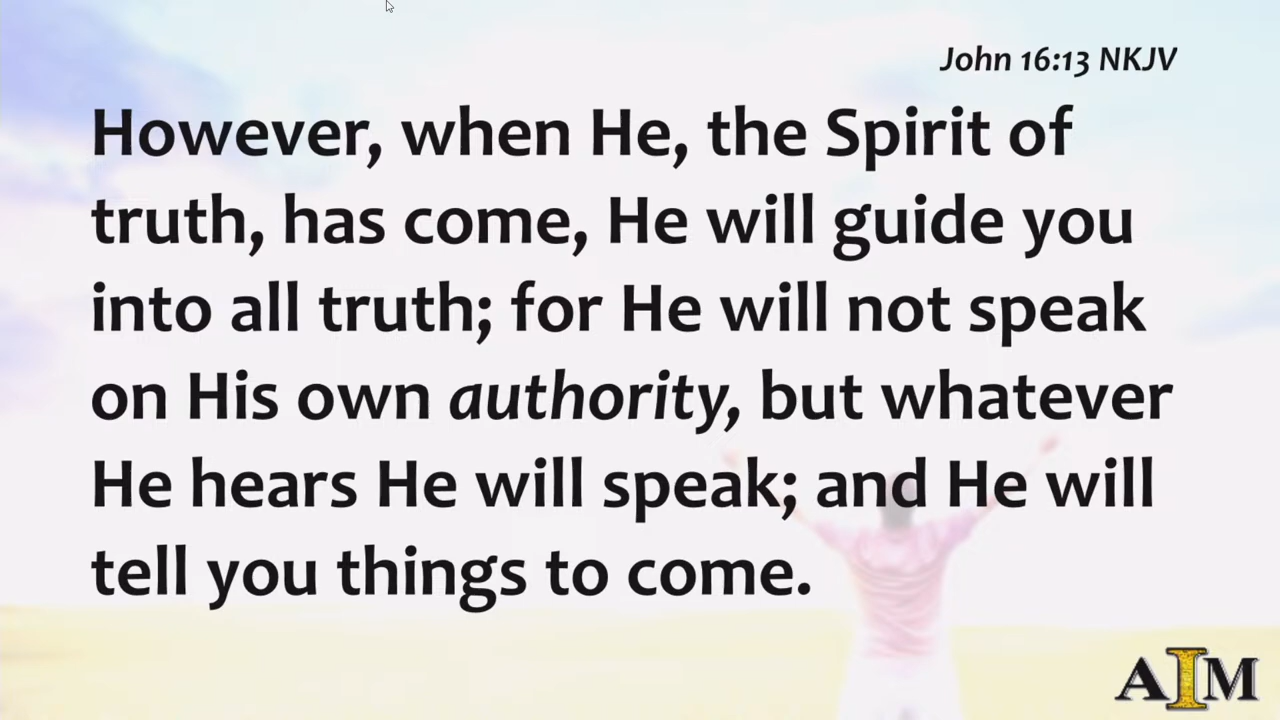 John 16:13 NKJV
However, when He, the Spirit of
truth, has come, He will guide you
into all truth; for He will not speak
on His own authority, but whatever
He hears He will speak; and He will
tell you things to come.
AIM